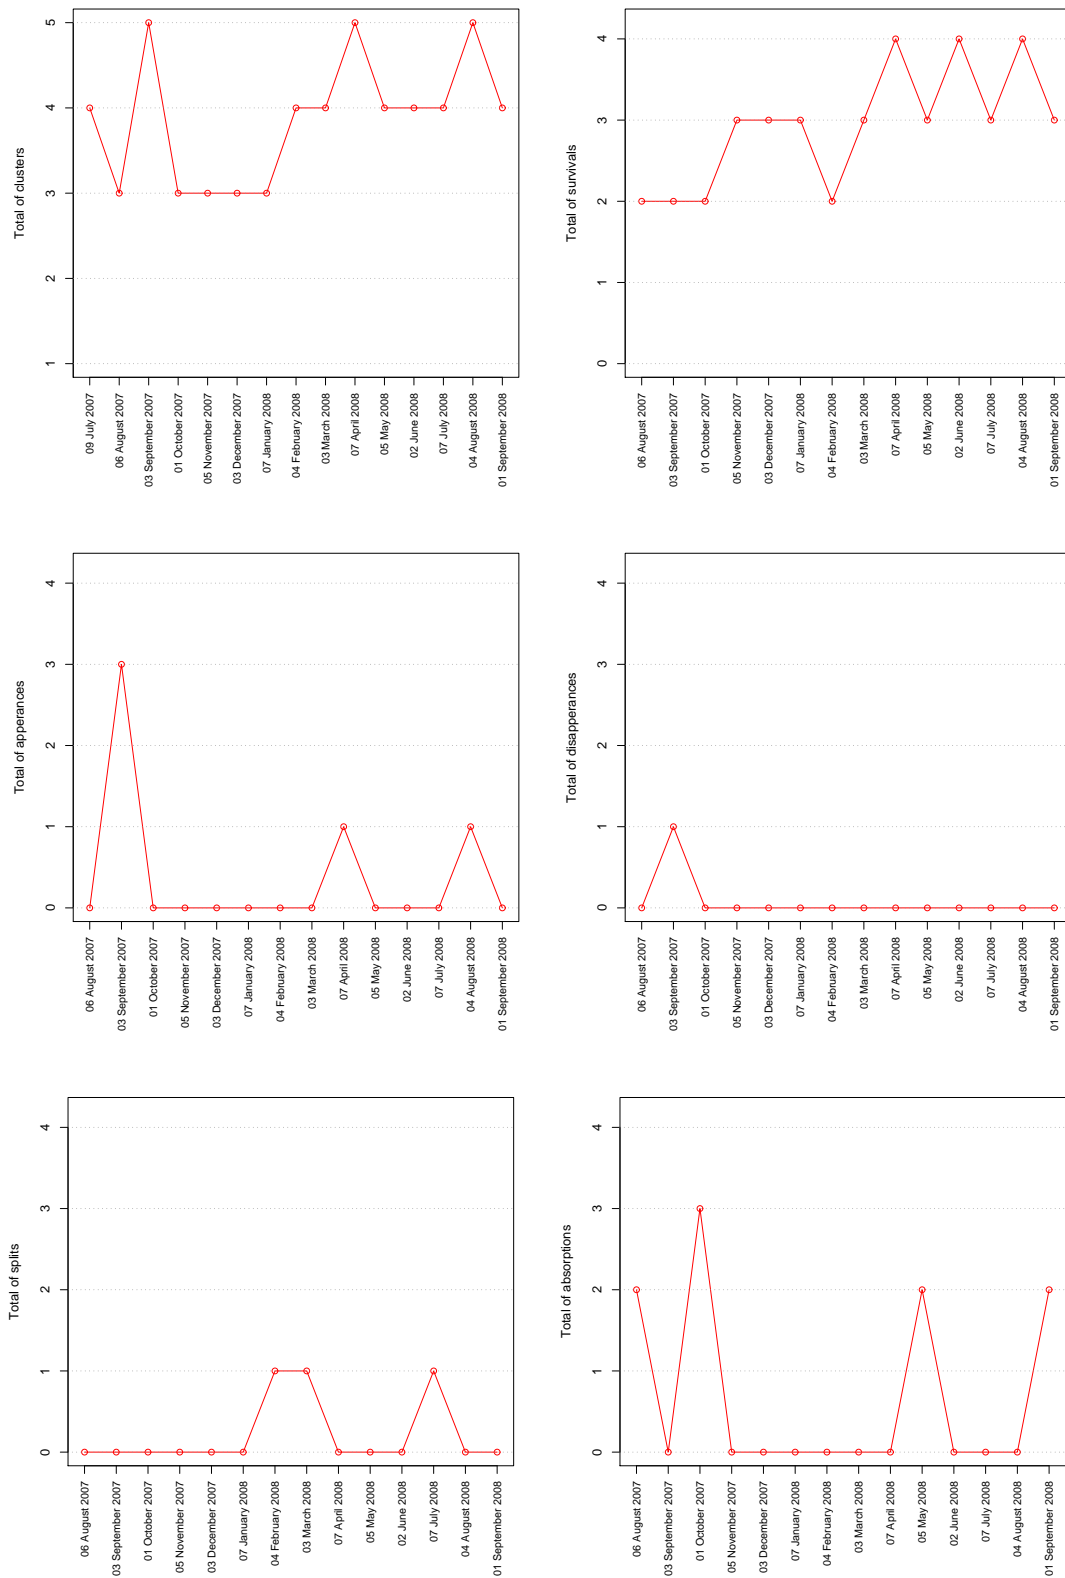 Total of clusters
5
4
3
2
1
09 July 2007
06 August 2007
03 September 2007
01 October 2007
05 November 2007
03 December 2007
07 January 2008
04 February 2008
03 March 2008
07 April 2008
05 May 2008
02 June 2008
07 July 2008
04 August 2008
01 September 2008
Total of survivals
4
3
2
1
0
06 August 2007
03 September 2007
01 October 2007
05 November 2007
03 December 2007
07 January 2008
04 February 2008
03 March 2008
07 April 2008
05 May 2008
02 June 2008
07 July 2008
04 August 2008
01 September 2008
Total of apperances
4
3
2
1
0
06 August 2007
03 September 2007
01 October 2007
05 November 2007
03 December 2007
07 January 2008
04 February 2008
03 March 2008
07 April 2008
05 May 2008
02 June 2008
07 July 2008
04 August 2008
01 September 2008
Total of disapperances
4
3
2
1
0
06 August 2007
03 September 2007
01 October 2007
05 November 2007
03 December 2007
07 January 2008
04 February 2008
03 March 2008
07 April 2008
05 May 2008
02 June 2008
07 July 2008
04 August 2008
01 September 2008
Total of splits
4
3
2
1
0
06 August 2007
03 September 2007
01 October 2007
05 November 2007
03 December 2007
07 January 2008
04 February 2008
03 March 2008
07 April 2008
05 May 2008
02 June 2008
07 July 2008
04 August 2008
01 September 2008
Total of absorptions
4
3
2
1
0
06 August 2007
03 September 2007
01 October 2007
05 November 2007
03 December 2007
07 January 2008
04 February 2008
03 March 2008
07 April 2008
05 May 2008
02 June 2008
07 July 2008
04 August 2008
01 September 2008